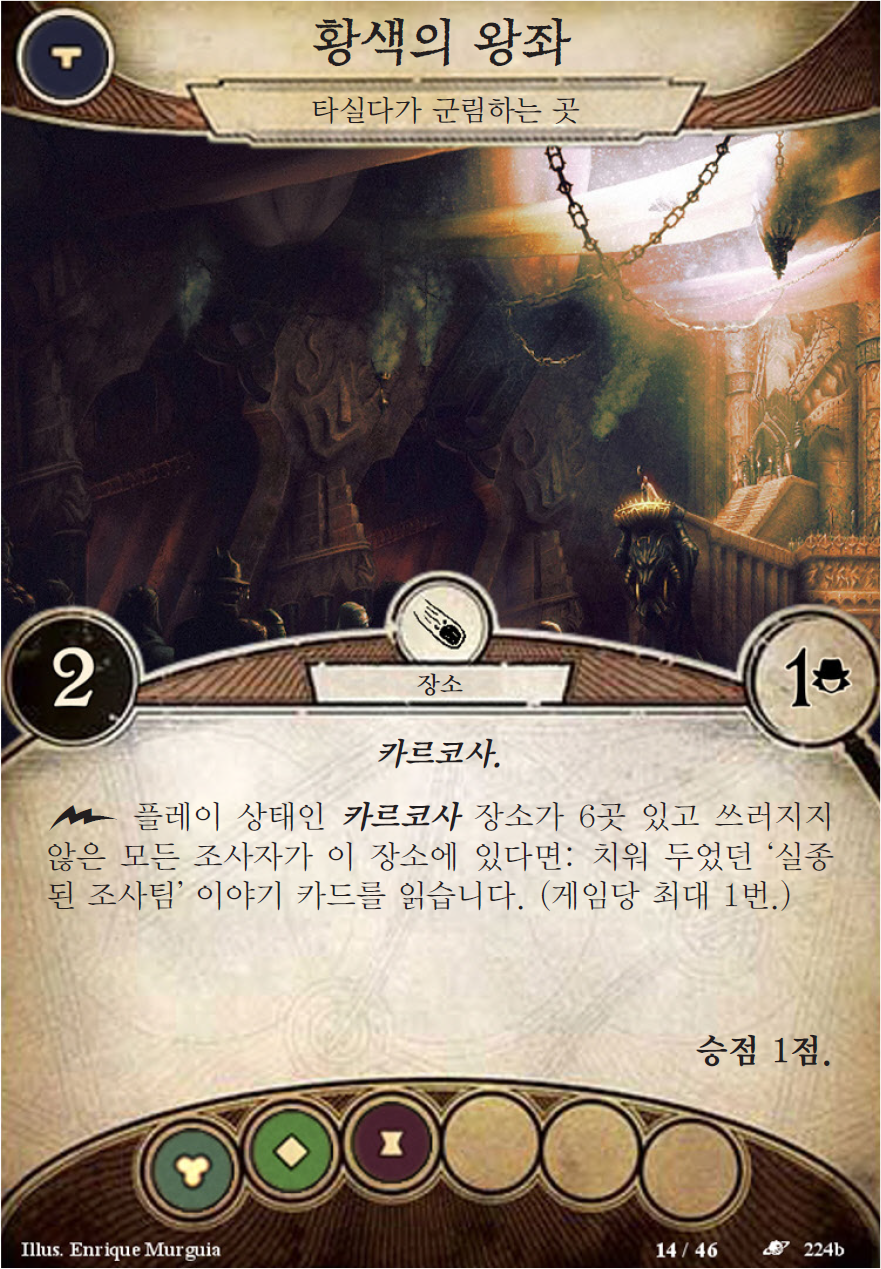 황색의 왕좌
타실다가 군림하는 곳
2
장소
1
카르코사.
플레이 상태인 카르코사 장소가 6곳 있고 쓰러지지
않은 모든 조사자가 이 장소에 있다면: 치워 두었던 ‘실종
된 조사팀’ 이야기 카드를 읽습니다. (게임당 최대 1번.)
승점 1점.
Illus. Enrique Murguia
14 / 46
224b